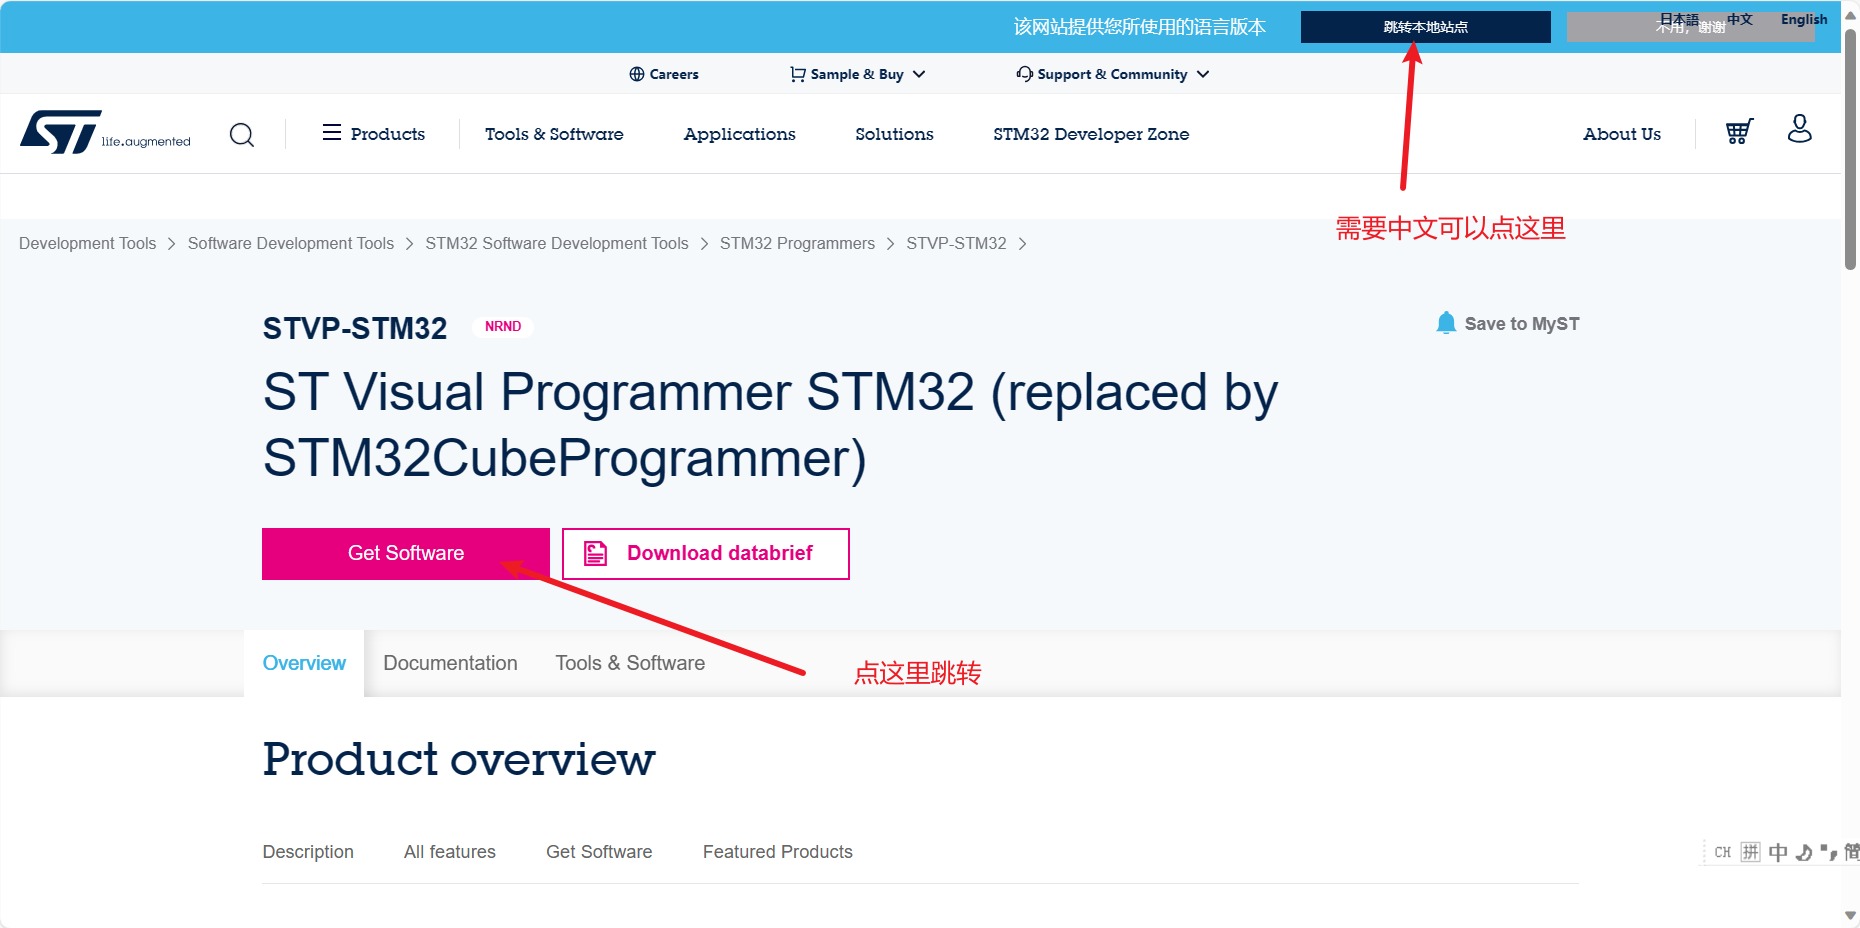 该网站提供您所使用的语言版本
跳转本地站点
不用，谢谢
日本語 中文 English
Careers Sample & Buy Support & Community
ST life.augmented Products Tools & Software Applications Solutions STM32 Developer Zone About Us
需要中文可以点这里
Development Tools > Software Development Tools > STM32 Software Development Tools > STM32 Programmers > STVP-STM32 >
STVP-STM32 NRND
Save to MyST
ST Visual Programmer STM32 (replaced by
STM32CubeProgrammer)
Get Software Download databrief
点这里跳转
Overview Documentation Tools & Software
Product overview
Description All features Get Software Featured Products
CH 拼 中 简